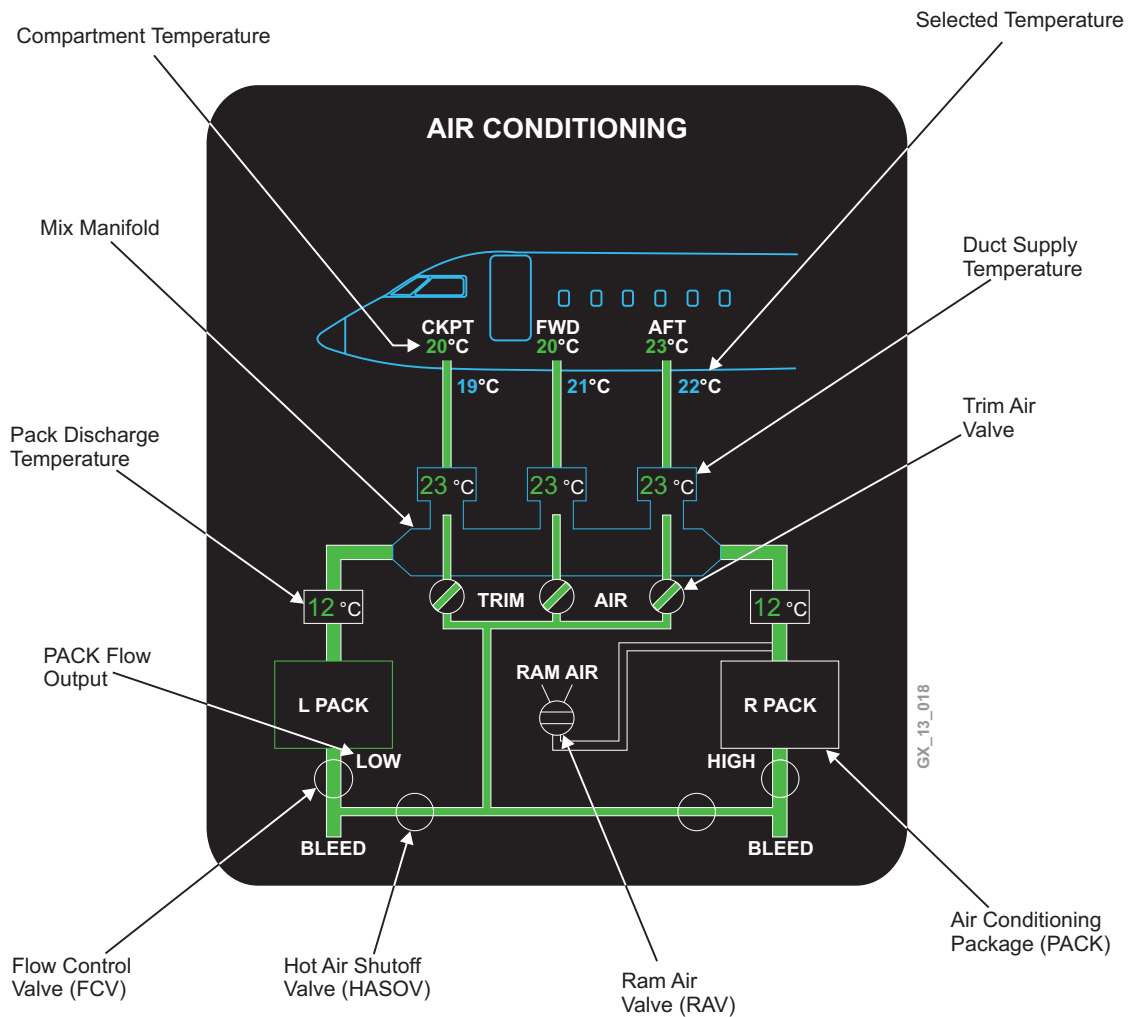 Selected Temperature
Compartment Temperature
AIR CONDITIONING
Mix Manifold
Duct Supply
Temperature
CKPT FWD AFT
20°C 20°C 23°C
19°C 21°C 22°C
Trim Air
Valve
Pack Discharge
Temperature
23 °C 23 °C 23 °C
12 °C TRIM AIR 12 °C
PACK Flow
Output
RAM AIR
L PACK R PACK
LOW HIGH
BLEED BLEED
GX_13_018
Air Conditioning
Package (PACK)
Flow Control
Valve (FCV)
Hot Air Shutoff
Valve (HASOV)
Ram Air
Valve (RAV)